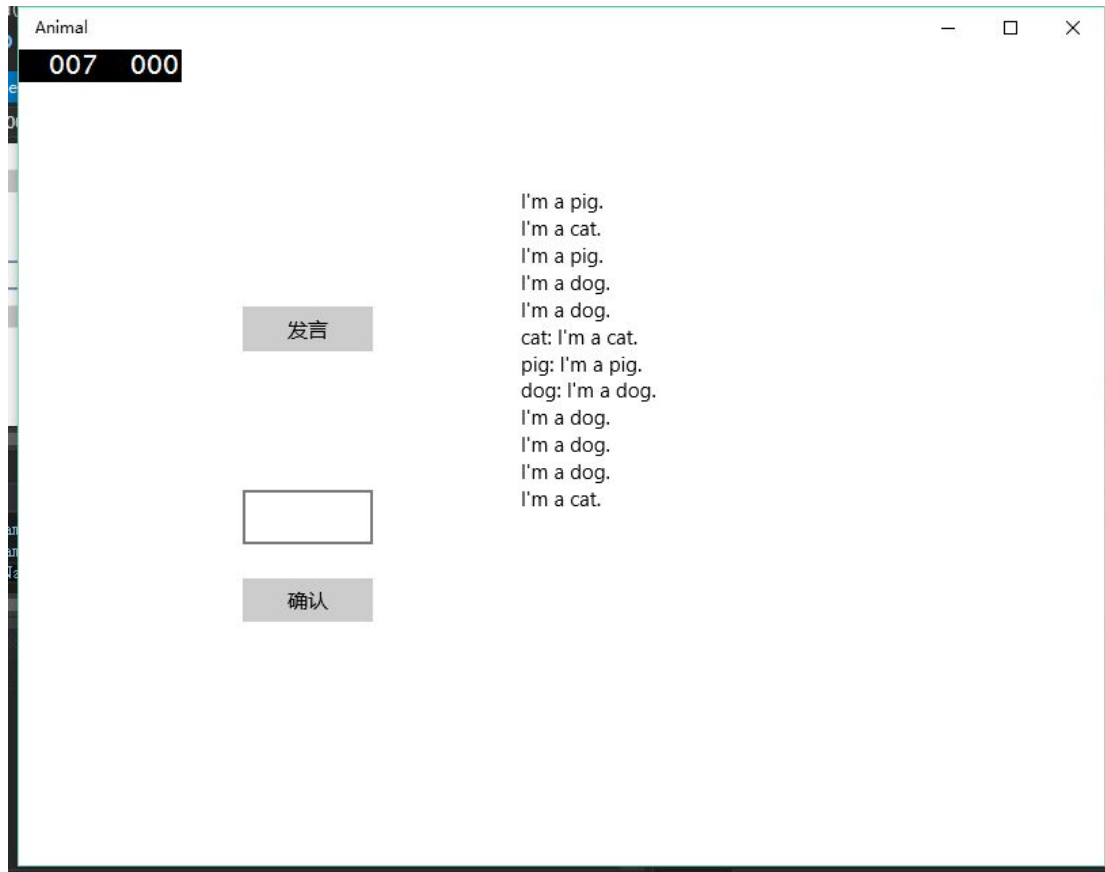 Animal
007 000
I'm a pig.
I'm a cat.
I'm a pig.
I'm a dog.
I'm a dog.
cat: I'm a cat.
pig: I'm a pig.
dog: I'm a dog.
I'm a dog.
I'm a dog.
I'm a dog.
I'm a cat.
发言
确认